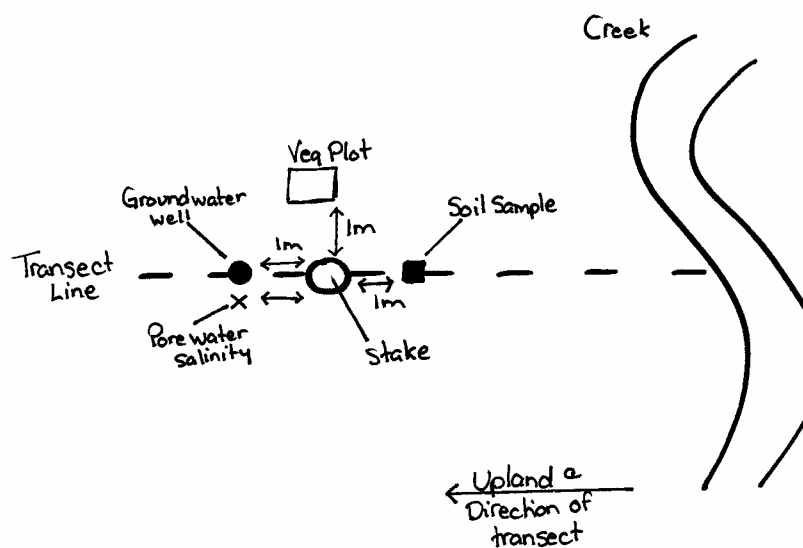 Creek
Veg Plot
Groundwater
well
1m
Soil Sample
1m
Transect
Line
1m
Pore water
salinity
Stake
Upland a
Direction of
transect